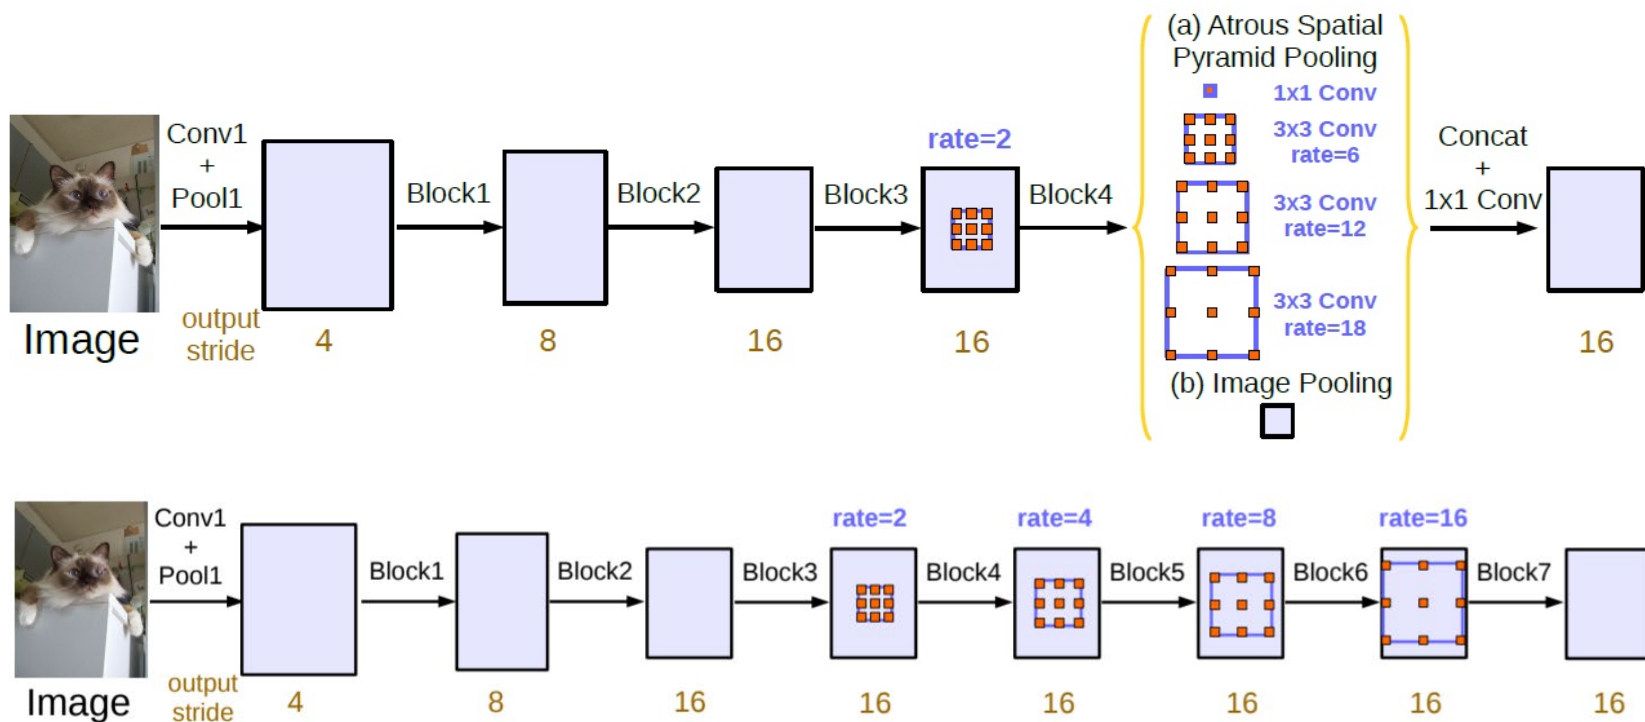 (a) Atrous Spatial
Pyramid Pooling
1x1 Conv
3x3 Conv
rate=6
3x3 Conv
rate=12
3x3 Conv
rate=18
(b) Image Pooling
Conv1
+
Pool1
Block1
Block2
Block3
rate=2
Block4
Concat
+
1x1 Conv
Image
output
stride
4
8
16
16
16
Conv1
+
Pool1
Block1
Block2
Block3
rate=2
Block4
rate=4
Block5
rate=8
Block6
rate=16
Block7
Image
output
stride
4
8
16
16
16
16
16
16